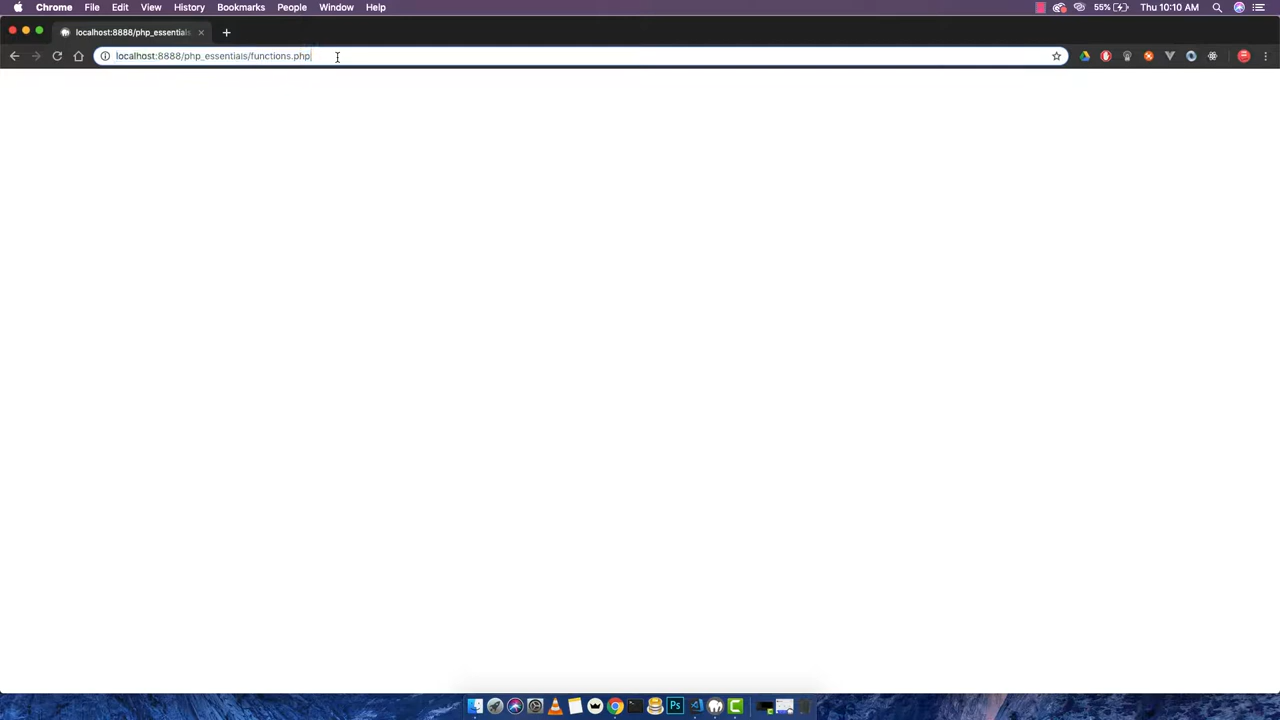 Chrome File Edit View History Bookmarks People Window Help 55% Thu 10:10 AM
localhost:8888/php_essentials
localhost:8888/php_essentials/functions.php